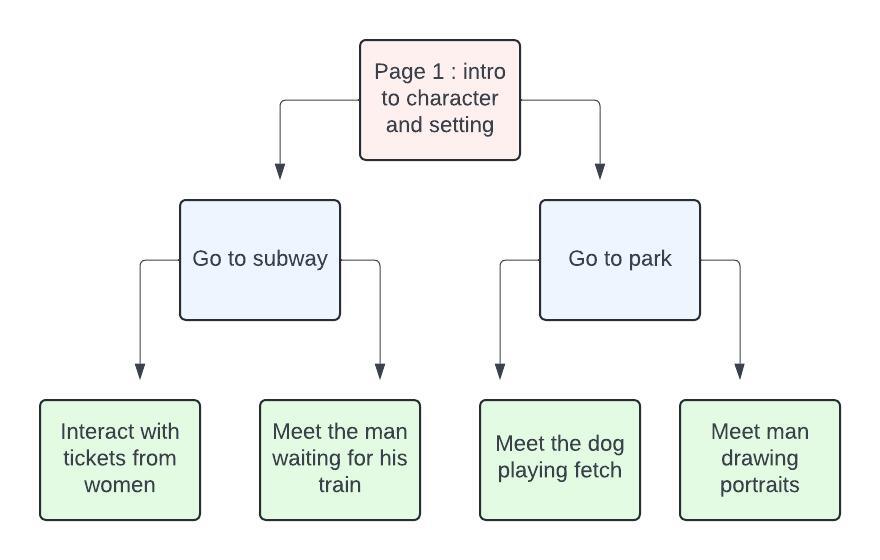 Page 1 : intro
to character
and setting
Go to subway
Go to park
Interact with
tickets from
women
Meet the man
waiting for his
train
Meet the dog
playing fetch
Meet man
drawing
portraits